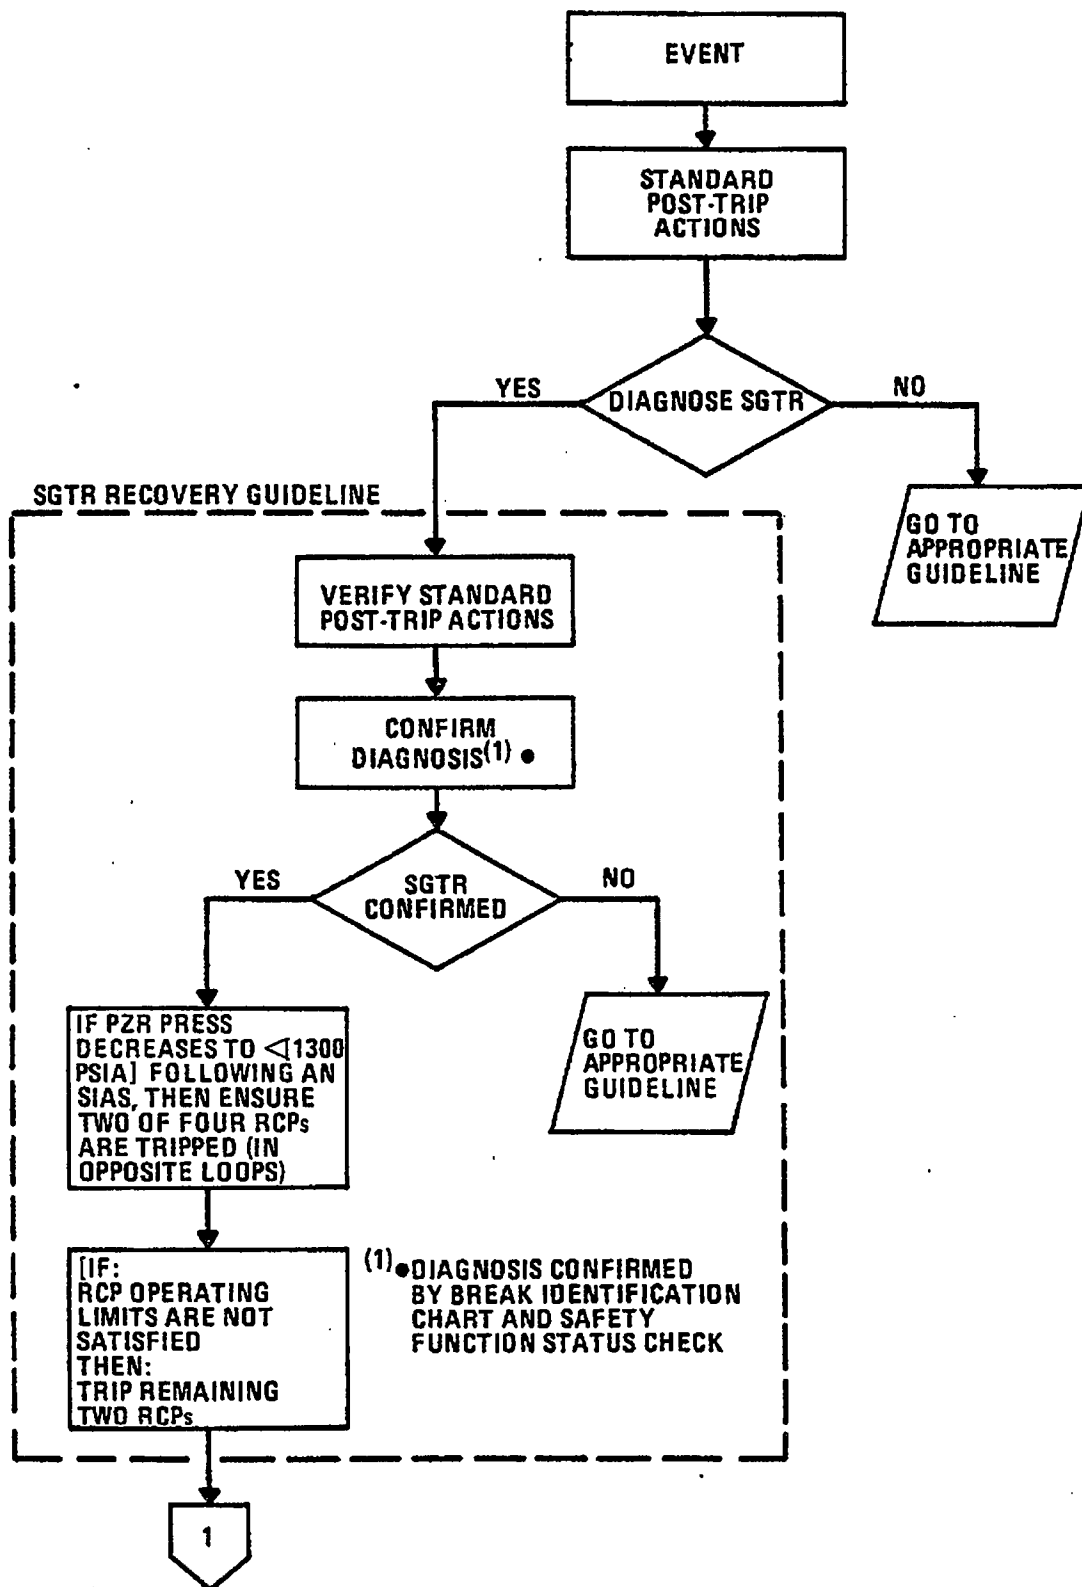 EVENT
STANDARD
POST-TRIP
ACTIONS
YES
DIAGNOSE SGTR
NO
SGTR RECOVERY GUIDELINE
GO TO
APPROPRIATE
GUIDELINE
VERIFY STANDARD
POST-TRIP ACTIONS
CONFIRM
DIAGNOSIS(1) ●
YES
SGTR
CONFIRMED
NO
IF PZR PRESS
DECREASES TO <[1300
PSIA] FOLLOWING AN
SIAS, THEN ENSURE
TWO OF FOUR RCPs
ARE TRIPPED (IN
OPPOSITE LOOPS)
GO TO
APPROPRIATE
GUIDELINE
[IF:
RCP OPERATING
LIMITS ARE NOT
SATISFIED
THEN:
TRIP REMAINING
TWO RCPs
(1)●DIAGNOSIS CONFIRMED
BY BREAK IDENTIFICATION
CHART AND SAFETY
FUNCTION STATUS CHECK
1